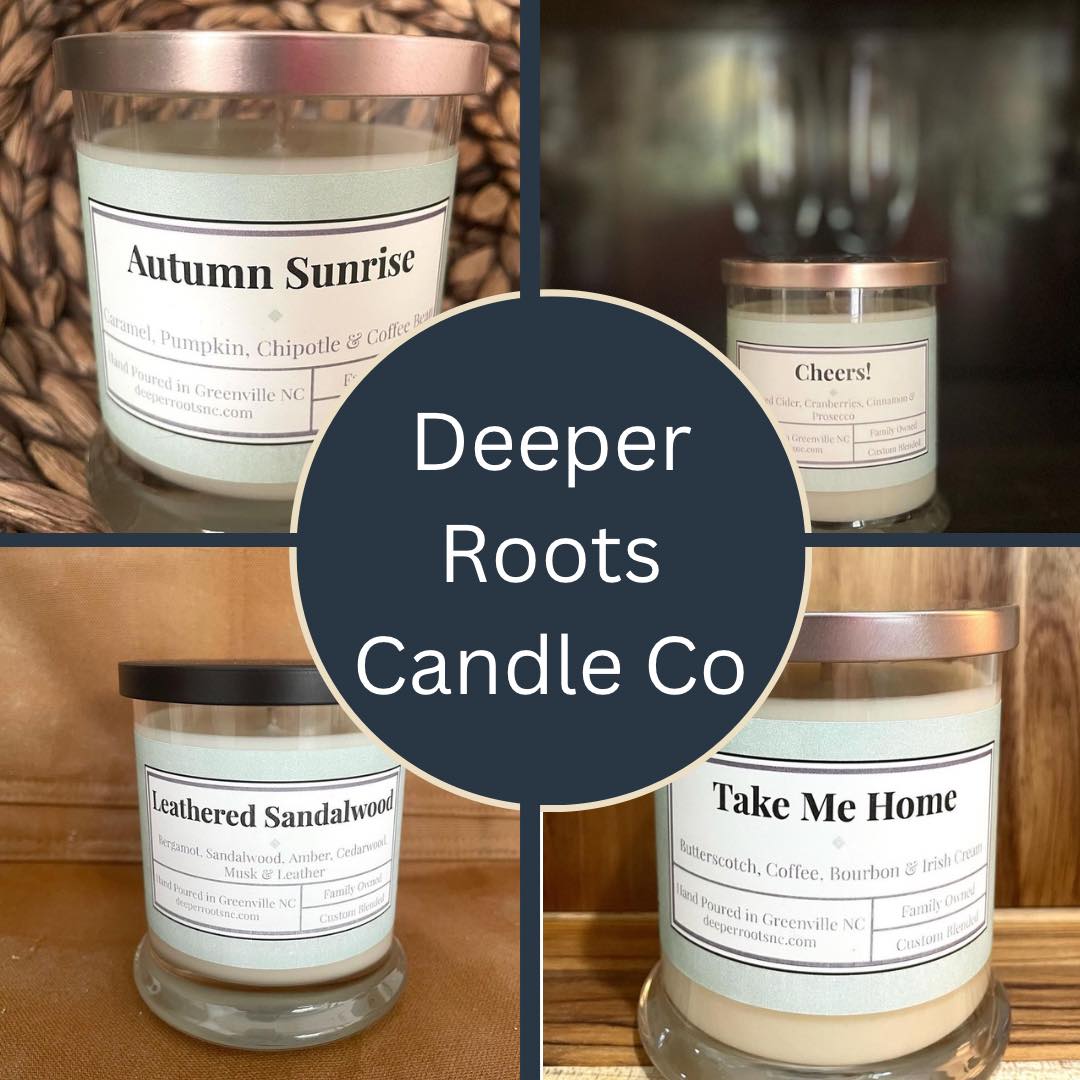 Autumn Sunrise
Caramel, Pumpkin, Chipotle & Coffee Bean
Hand Poured in Greenville NC
deeperrootsnc.com
Cheers!
Cider, Cranberries, Cinnamon &
Prosecco
Greenville NC
Family Owned
Custom Blended
Deeper
Roots
Candle Co
Leathered Sandalwood
Bergamot, Sandalwood, Amber, Cedarwood,
Musk & Leather
Hand Poured in Greenville NC
deeperrootsnc.com
Family Owned
Custom Blended
Take Me Home
Butterscotch, Coffee, Bourbon & Irish Cream
Hand Poured in Greenville NC
deeperrootsnc.com
Family Owned
Custom Blended